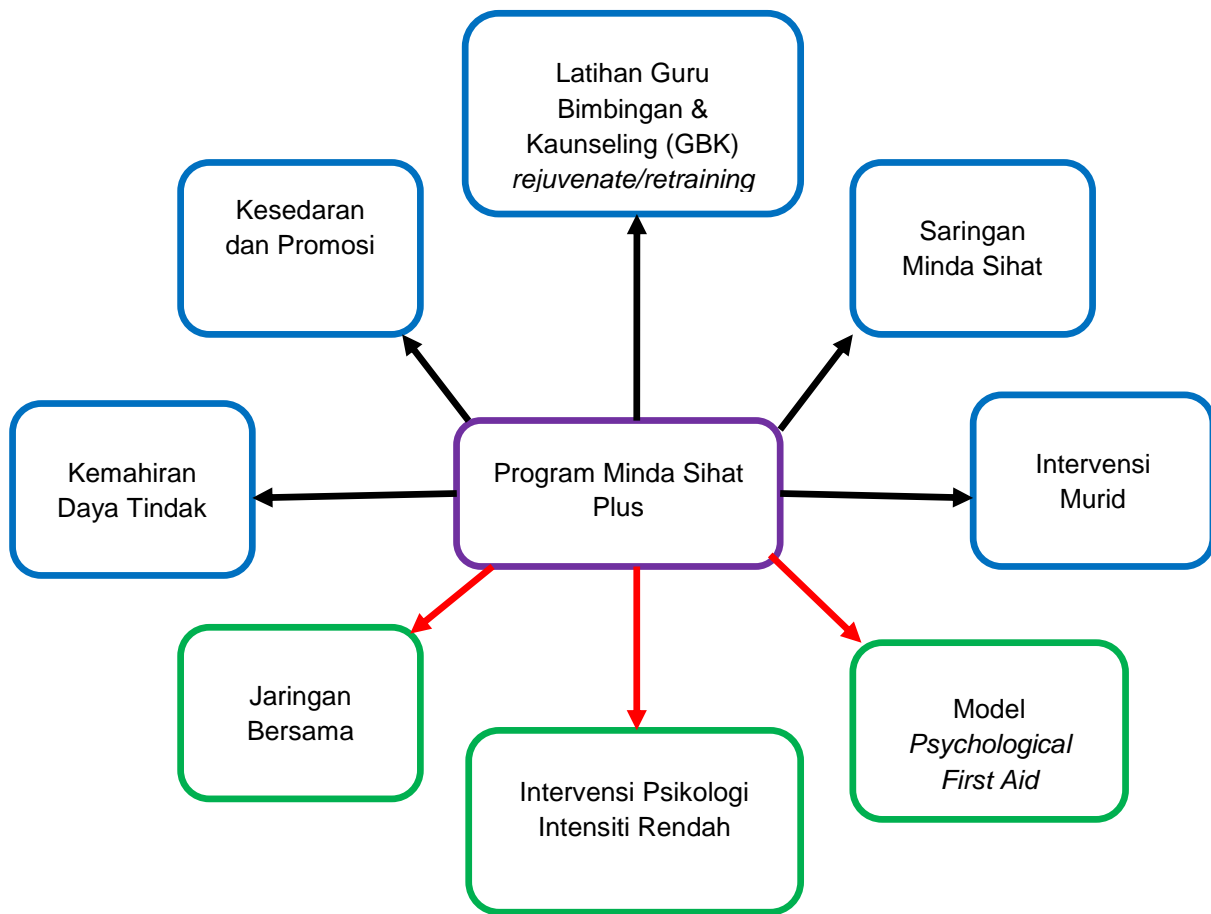 Latihan Guru
Bimbingan &
Kaunseling (GBK)
rejuvenate/retraining
Kesedaran
dan Promosi
Saringan
Minda Sihat
Kemahiran
Daya Tindak
Program Minda Sihat
Plus
Intervensi
Murid
Jaringan
Bersama
Intervensi Psikologi
Intensiti Rendah
Model
Psychological
First Aid